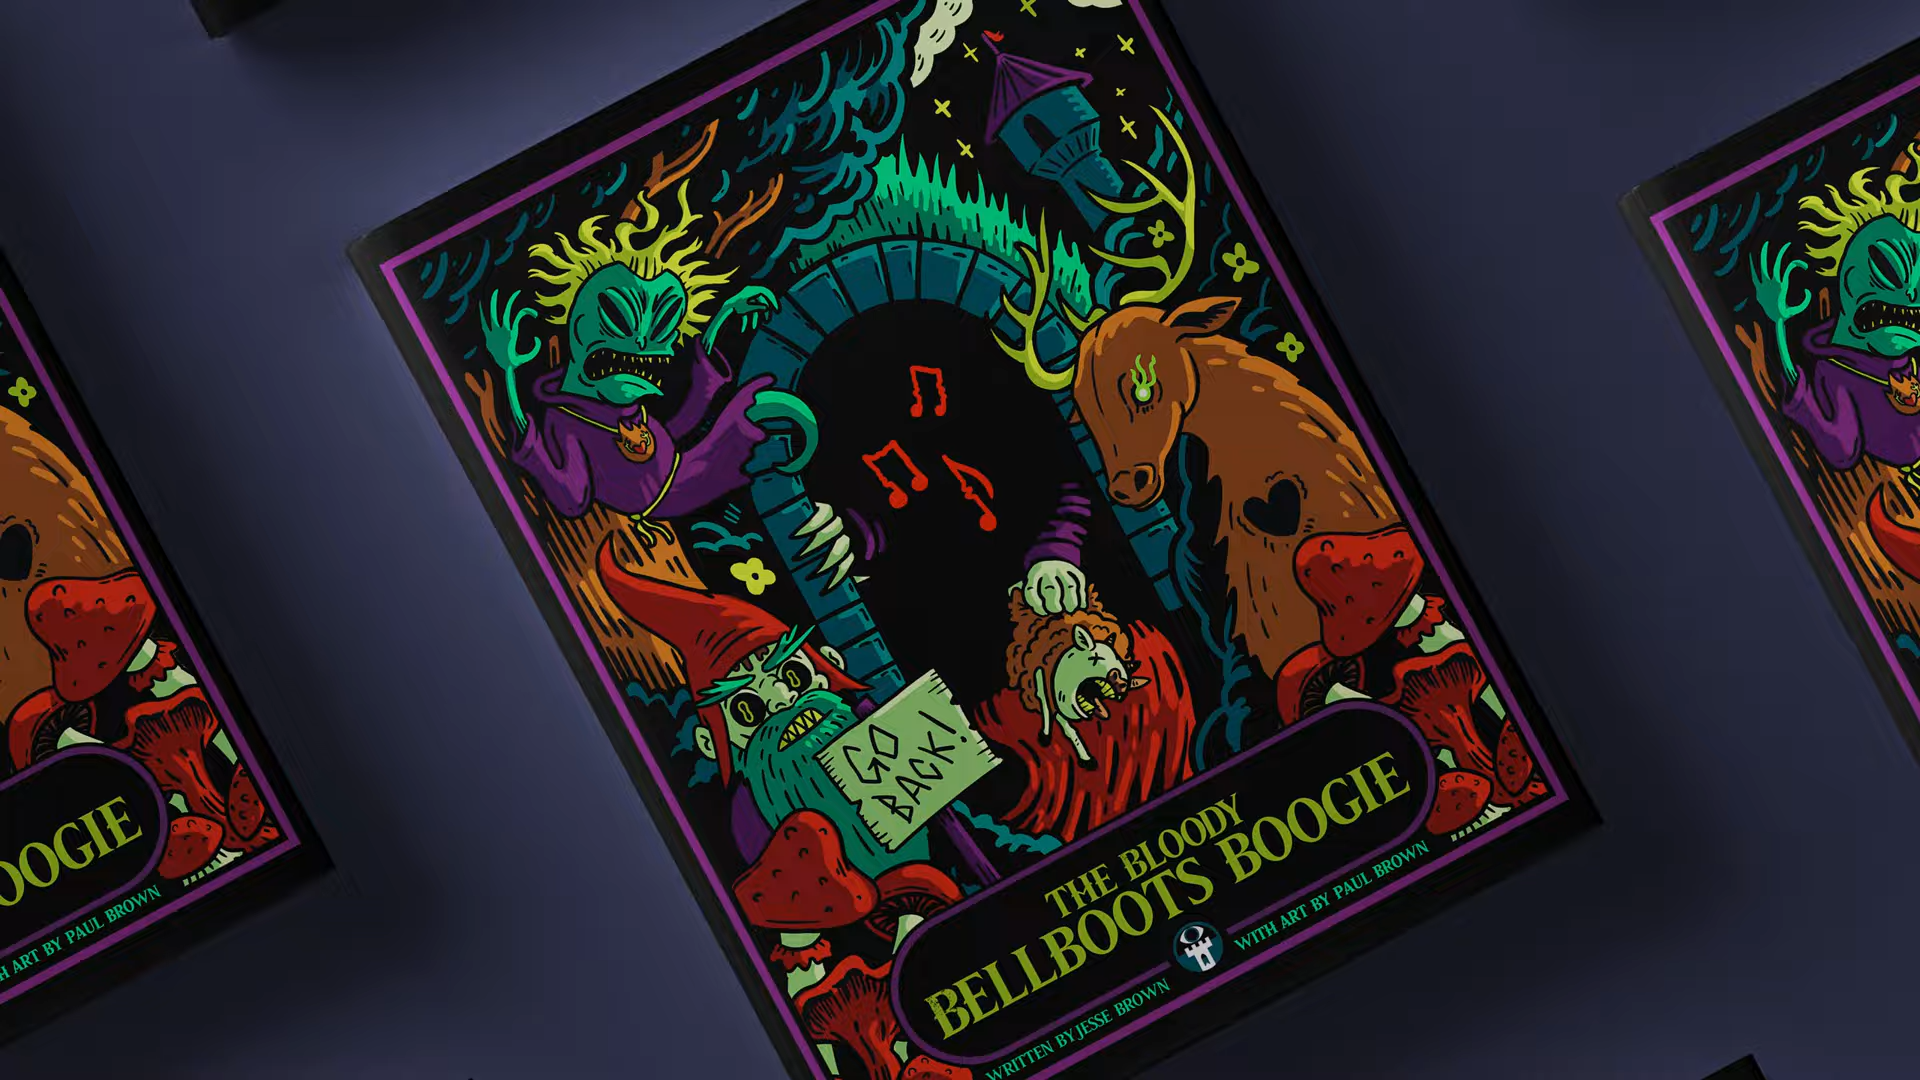 GO
BACK!
THE BLOODY
BELLBOOTS BOOGIE
WRITTEN BY JESSE BROWN
WITH ART BY PAUL BROWN
OOGIE
H ART BY PAUL BROWN